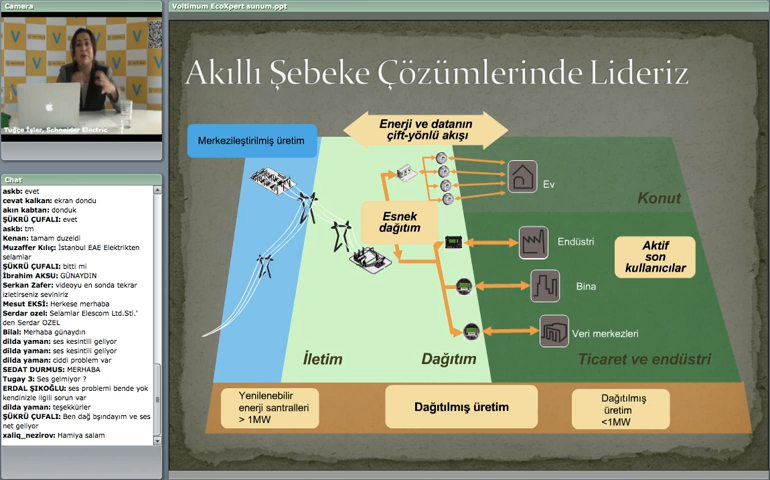 Camera
Voltimum EcoXpert sunum.ppt
Tuğçe İşler, Schneider Electric
Chat
askb: evet
cevat kalkan: ekran dondu
akın kabtan: donduk
ŞÜKRÜ ÇUFALI: evet
askb: tm
Kenan: tamam duzeidi
Muzaffer Kılıç: İstanbul EAE Elektrikten
selamlar
ŞÜKRÜ ÇUFALI: bitti mi
İbrahim AKSU: GÜNAYDIN
Serkan Zafer: videoyu en sonda tekrar
izletirseniz seviniriz
Mesut EKSİ: Herkese merhaba
Serdar ozel: Selamlar Elescom Ltd.Sti.'
den Serdar OZEL
Bilal: Merhaba günaydın
dilda yaman: ses kesintili geliyor
dilda yaman: ses kesintili geliyor
dilda yaman: dddi problem var
SEDAT DURMUS: MERHABA
Tugay 3: Ses gelmiyor ?
ERDAL ŞIKOĞLU: ses problemi bende yok
kendinizle ilgili sorun var
dilda yaman: teşekkürler
ŞÜKRÜ ÇUFALI: Ben dağ bşındayım ve ses
net geliyor
xaliq_nezirov: Hamiya salam
Akıllı Şebeke Çözümlerinde Lideriz
Enerji ve datanın
çift-yönlü akışı
Merkezileştirilmiş üretim
Ev
Konut
Esnek
dağıtım
Endüstri
Aktif
son
kullanıcılar
Bina
Veri merkezleri
İletim
Dağıtım
Ticaret ve endüstri
Yenilenebilir
enerji santralleri
> 1MW
Dağıtılmış üretim
Dağıtılmış
üretim
<1MW